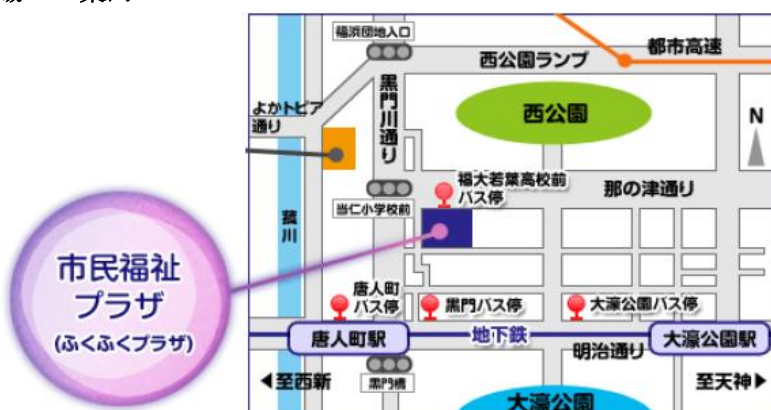 福浜団地入口
都市高速
西公園ランプ
黒門川通り
よかトピア
通り
西公園
N
福大若葉高校前
バス停
那の津通り
当仁小学校前
菰川
市民福祉
プラザ
(ふくふくプラザ)
唐人町
バス停
黒門バス停
大濠公園バス停
唐人町駅
地下鉄
明治通り
大濠公園駅
◀至西新
黒門橋
至天神▶
大濠公園